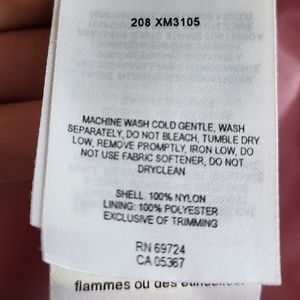 208 XM3105
MACHINE WASH COLD GENTLE, WASH
SEPARATELY, DO NOT BLEACH, TUMBLE DRY
LOW, REMOVE PROMPTLY, IRON LOW, DO
NOT USE FABRIC SOFTENER, DO NOT
DRYCLEAN
SHELL: 100% NYLON
LINING: 100% POLYESTER
EXCLUSIVE OF TRIMMING
RN 69724
CA 05367
flammes ou des